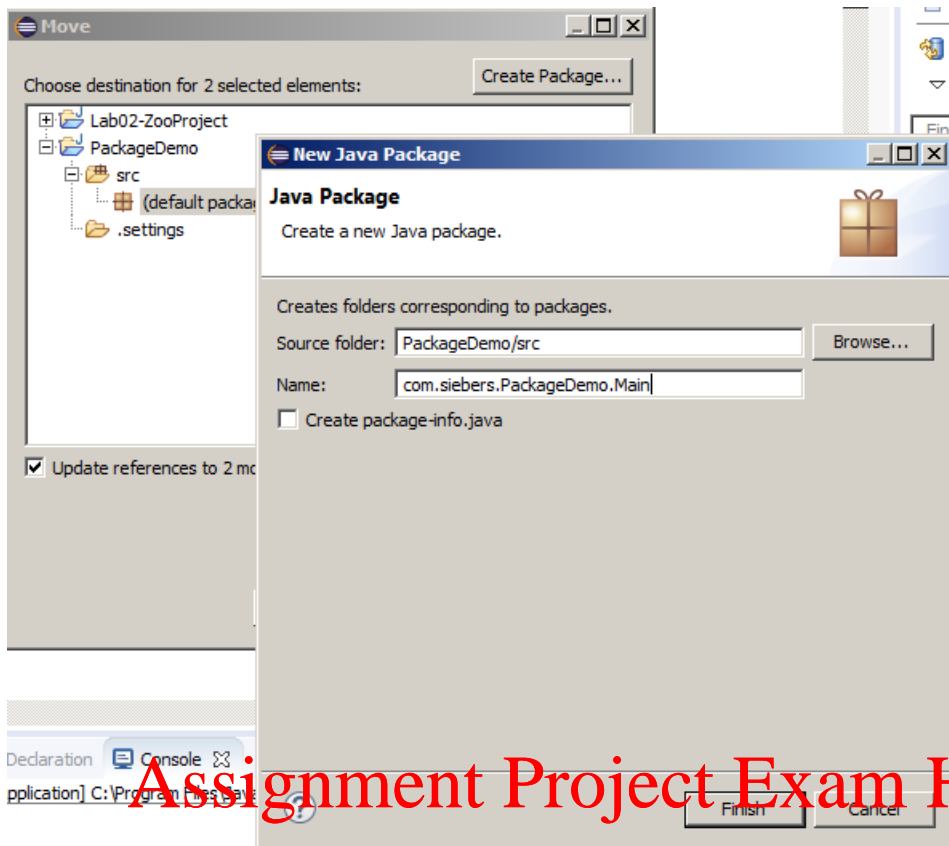 Move
Choose destination for 2 selected elements:
Create Package...
Lab02-ZooProject
PackageDemo
src
(default packag
.settings
Update references to 2 mo
New Java Package
Java Package
Create a new Java package.
Creates folders corresponding to packages.
Source folder: PackageDemo/src Browse...
Name: com.siebers.PackageDemo.Main
Create package-info.java
Finish Cancel
Declaration Console
pplication] C:\Program Files\Java
Assignment Project Exam H